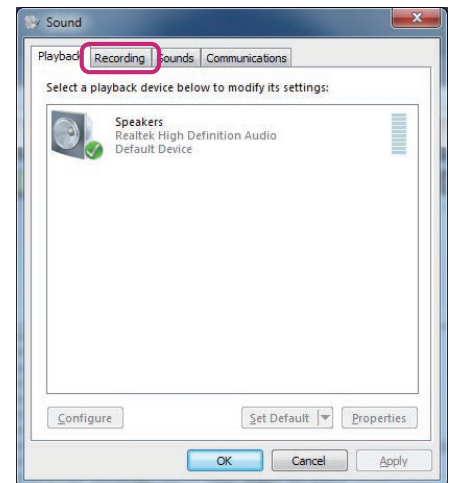 Sound
Playback Recording Sounds Communications
Select a playback device below to modify its settings:
Speakers
Realtek High Definition Audio
Default Device
Configure Set Default Properties
OK Cancel Apply